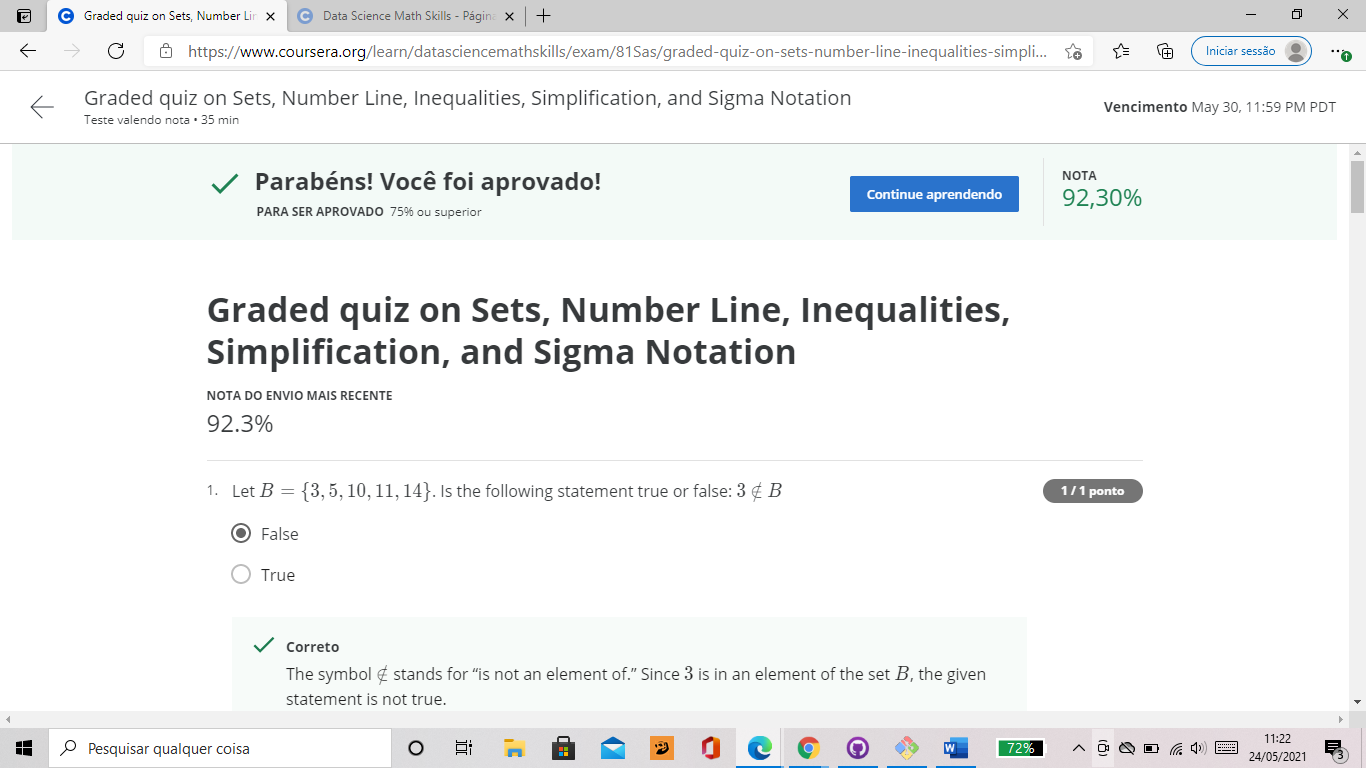 Graded quiz on Sets, Number Lin
Data Science Math Skills - Página
https://www.coursera.org/learn/datasciencemathskills/exam/81Sas/graded-quiz-on-sets-number-line-inequalities-simpli...
Iniciar sessão
Graded quiz on Sets, Number Line, Inequalities, Simplification, and Sigma Notation
Teste valendo nota • 35 min
Vencimento May 30, 11:59 PM PDT
Parabéns! Você foi aprovado!
PARA SER APROVADO 75% ou superior
Continue aprendendo
NOTA
92,30%
Graded quiz on Sets, Number Line, Inequalities,
Simplification, and Sigma Notation
NOTA DO ENVIO MAIS RECENTE
92.3%
1. Let B = {3, 5, 10, 11, 14}. Is the following statement true or false: 3 ∉ B
1 / 1 ponto
False
True
Correto
The symbol ∉ stands for “is not an element of.” Since 3 is in an element of the set B, the given
statement is not true.
Pesquisar qualquer coisa
72%
11:22
24/05/2021
3